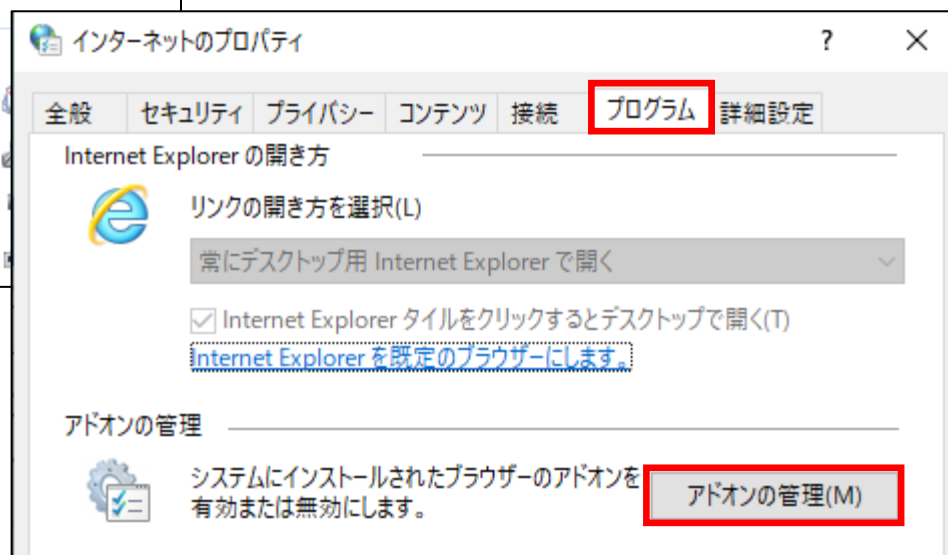 インターネットのプロパティ
全般 セキュリティ プライバシー コンテンツ 接続 プログラム 詳細設定
Internet Explorer の開き方
リンクの開き方を選択(L)
常にデスクトップ用 Internet Explorer で開く
Internet Explorer タイルをクリックするとデスクトップで開く(T)
Internet Explorer を既定のブラウザーにします。
アドオンの管理
システムにインストールされたブラウザーのアドオンを
有効または無効にします。
アドオンの管理(M)